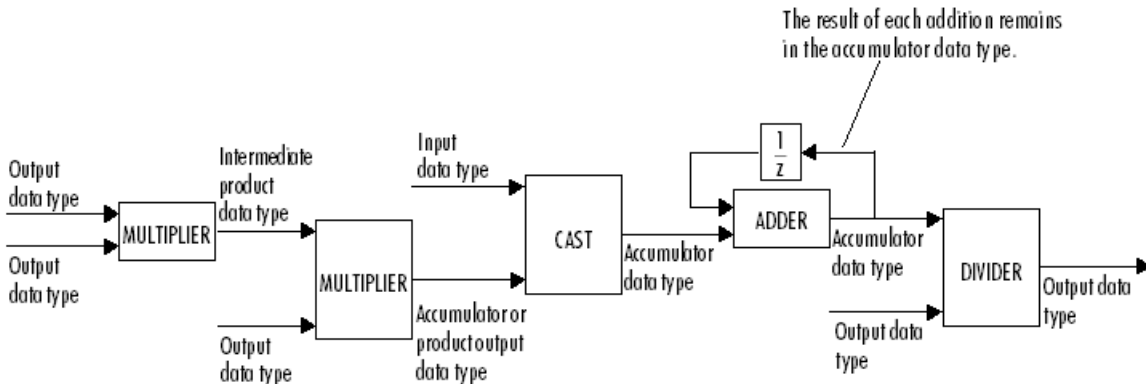 The result of each addition remains
in the accumulator data type.
Output
data type
Output
data type
MULTIPLIER
Intermediate
product
data type
Output
data type
MULTIPLIER
Accumulator or
product output
data type
Input
data type
CAST
Accumulator
data type
1
z
ADDER
Accumulator
data type
Output data
type
DIVIDER
Output data
type